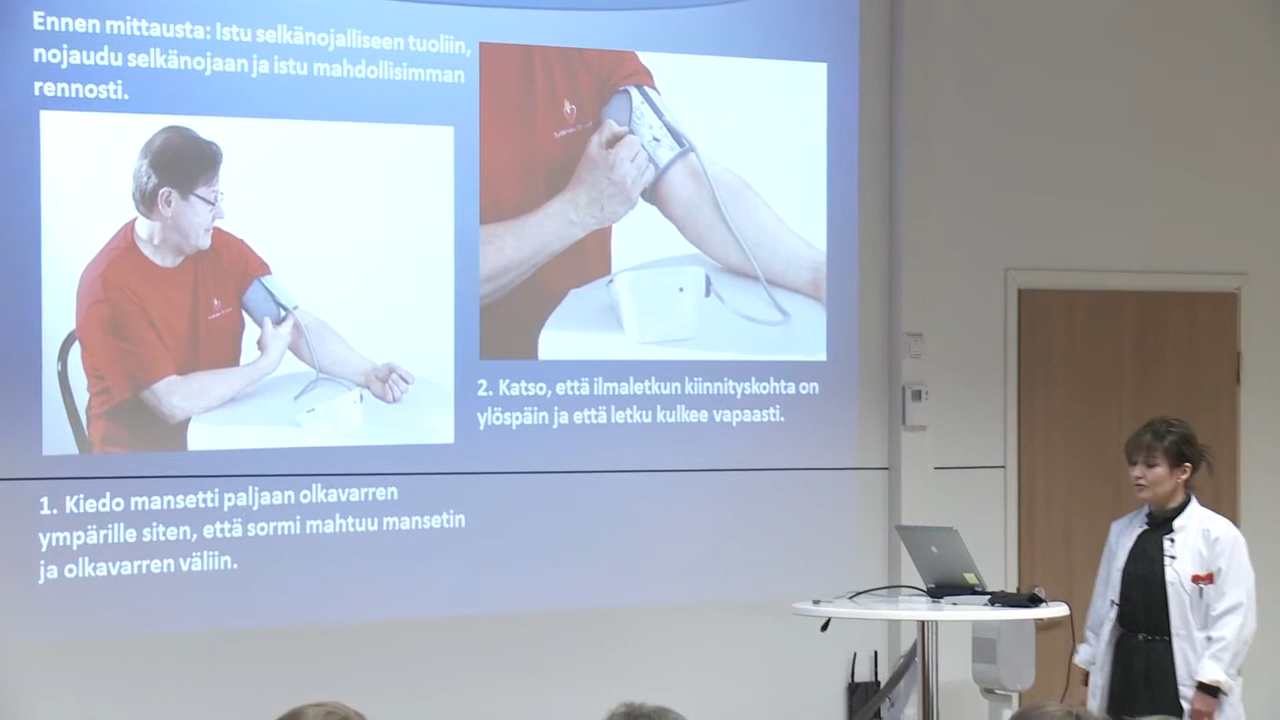 Ennen mittausta: Istu selkänojalliseen tuoliin,
nojaudu selkänojaan ja istu mahdollisimman
rennosti.
2. Katso, että ilmaletkun kiinnityskohta on
ylöspäin ja että letku kulkee vapaasti.
1. Kiedo mansetti paljaan olkavarren
ympärille siten, että sormi mahtuu mansetin
ja olkavarren väliin.